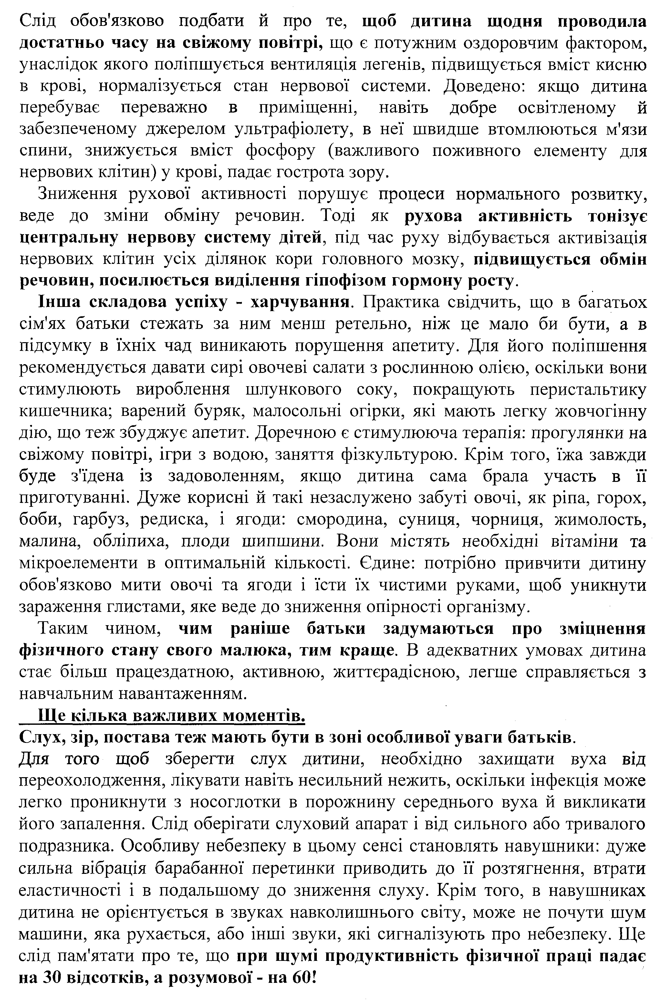 Слід обов'язково подбати й про те, щоб дитина щодня проводила
достатньо часу на свіжому повітрі, що є потужним оздоровчим фактором,
унаслідок якого поліпшується вентиляція легенів, підвищується вміст кисню
в крові, нормалізується стан нервової системи. Доведено: якщо дитина
перебуває переважно в приміщенні, навіть добре освітленому й
забезпеченому джерелом ультрафіолету, в неї швидше втомлюються м'язи
спини, знижується вміст фосфору (важливого поживного елементу для
нервових клітин) у крові, падає гострота зору.
Зниження рухової активності порушує процеси нормального розвитку,
веде до зміни обміну речовин. Тоді як рухова активність тонізує
центральну нервову систему дітей, під час руху відбувається активізація
нервових клітин усіх ділянок кори головного мозку, підвищується обмін
речовин, посилюється виділення гіпофізом гормону росту.
Інша складова успіху - харчування. Практика свідчить, що в багатьох
сім'ях батьки стежать за ним менш ретельно, ніж це мало би бути, а в
підсумку в їхніх чад виникають порушення апетиту. Для його поліпшення
рекомендується давати сирі овочеві салати з рослинною олією, оскільки вони
стимулюють вироблення шлункового соку, покращують перистальтику
кишечника; варений буряк, малосольні огірки, які мають легку жовчогінну
дію, що теж збуджує апетит. Доречною є стимулююча терапія: прогулянки на
свіжому повітрі, ігри з водою, заняття фізкультурою. Крім того, їжа завжди
буде з'їдена із задоволенням, якщо дитина сама брала участь в її
приготуванні. Дуже корисні й такі незаслужено забуті овочі, як ріпа, горох,
боби, гарбуз, редиска, і ягоди: смородина, суниця, чорниця, жимолость,
малина, обліпиха, плоди шипшини. Вони містять необхідні вітаміни та
мікроелементи в оптимальній кількості. Єдине: потрібно привчити дитину
обов'язково мити овочі та ягоди і їсти їх чистими руками, щоб уникнути
зараження глистами, яке веде до зниження опірності організму.
Таким чином, чим раніше батьки задумаються про зміцнення
фізичного стану свого малюка, тим краще. В адекватних умовах дитина
стає більш працездатною, активною, життєрадісною, легше справляється з
навчальним навантаженням.
Ще кілька важливих моментів.
Слух, зір, постава теж мають бути в зоні особливої уваги батьків.
Для того щоб зберегти слух дитини, необхідно захищати вуха від
переохолодження, лікувати навіть несильний нежить, оскільки інфекція може
легко проникнути з носоглотки в порожнину середнього вуха й викликати
його запалення. Слід оберігати слуховий апарат і від сильного або тривалого
подразника. Особливу небезпеку в цьому сенсі становлять навушники: дуже
сильна вібрація барабанної перетинки приводить до її розтягнення, втрати
еластичності і в подальшому до зниження слуху. Крім того, в навушниках
дитина не орієнтується в звуках навколишнього світу, може не почути шум
машини, яка рухається, або інші звуки, які сигналізують про небезпеку. Ще
слід пам'ятати про те, що при шумі продуктивність фізичної праці падає
на 30 відсотків, а розумової - на 60!